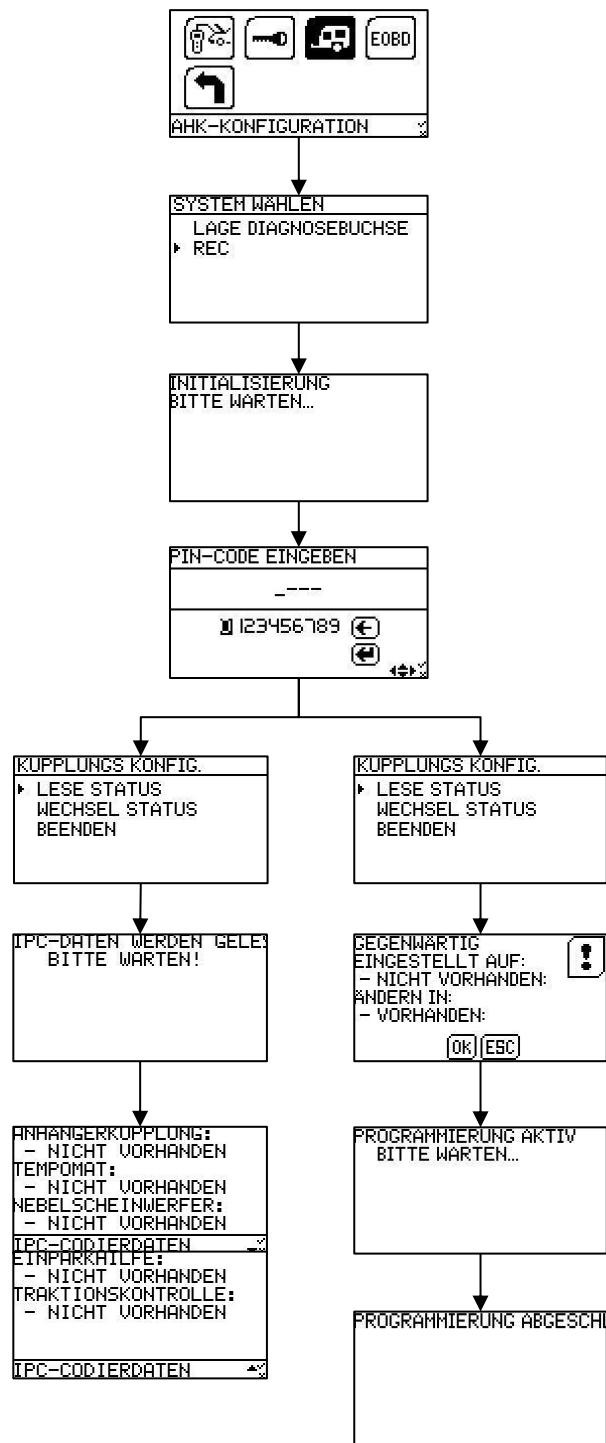 EOBD
AHK-KONFIGURATION
SYSTEM WÄHLEN
LAGE DIAGNOSEBUCHSE
REC
INITIALISIERUNG
BITTE WARTEN...
PIN-CODE EINGEBEN
_---
0123456789
KUPPLUNGS KONFIG.
LESE STATUS
WECHSEL STATUS
BEENDEN
IPC-DATEN WERDEN GELES
BITTE WARTEN!
ANHÄNGERKUPPLUNG:
- NICHT VORHANDEN
TEMPOMAT:
- NICHT VORHANDEN
NEBELSCHEINWERFER:
- NICHT VORHANDEN
IPC-CODIERDATEN
EINPARKHILFE:
- NICHT VORHANDEN
TRAKTIONSKONTROLLE:
- NICHT VORHANDEN
IPC-CODIERDATEN
KUPPLUNGS KONFIG.
LESE STATUS
WECHSEL STATUS
BEENDEN
GEGENWÄRTIG
EINGESTELLT AUF:
- NICHT VORHANDEN:
ÄNDERN IN:
- VORHANDEN:
OK ESC
PROGRAMMIERUNG AKTIV
BITTE WARTEN...
PROGRAMMIERUNG ABGESCHL